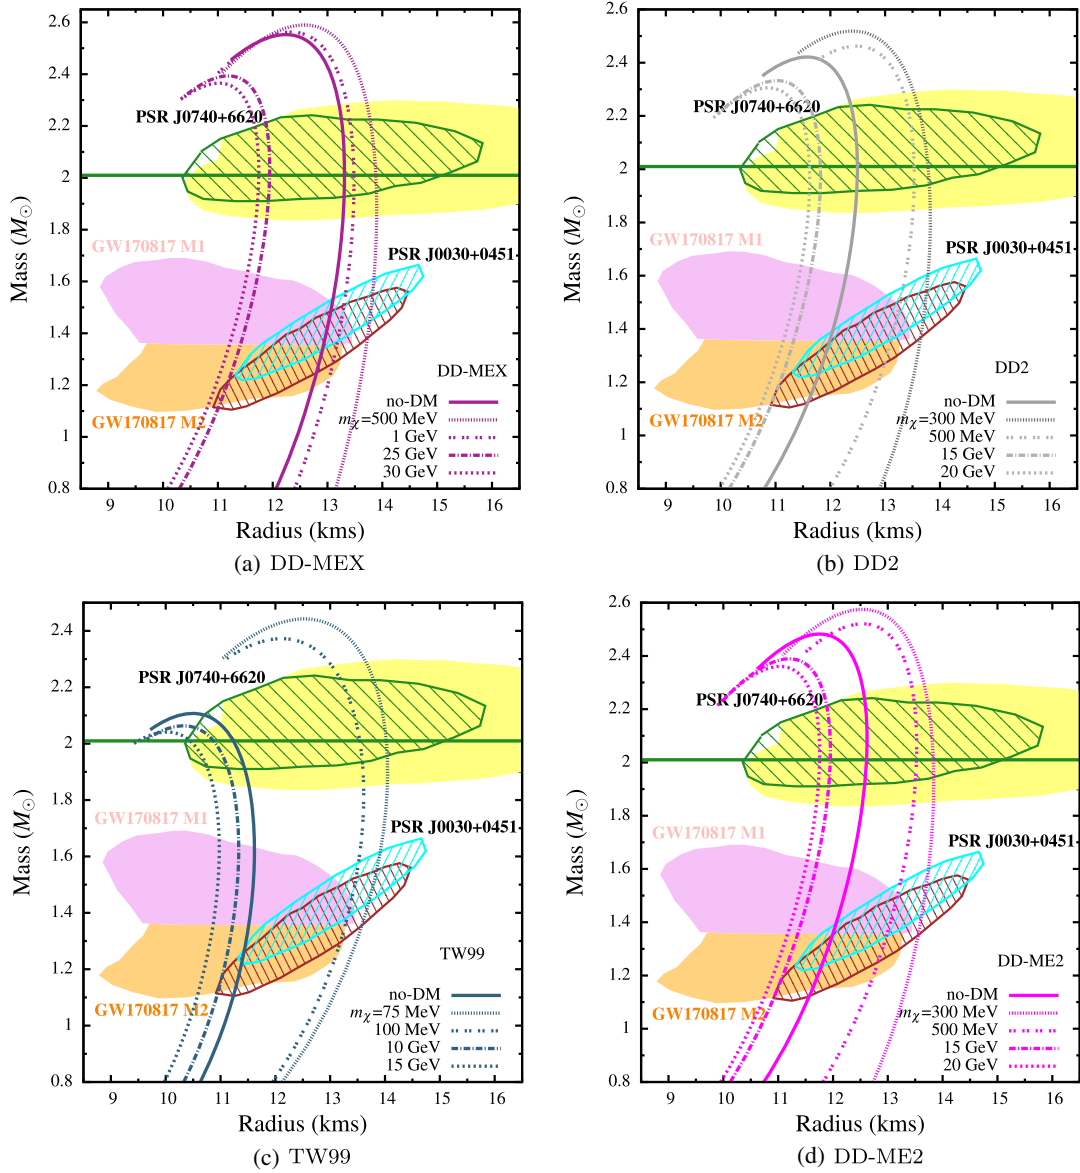 2.6
2.4
2.2
2
1.8
1.6
1.4
1.2
1
0.8
Mass (M⊙)
PSR J0740+6620
GW170817 M1
PSR J0030+0451
GW170817 M2
DD-MEX
no-DM
mχ=500 MeV
1 GeV
25 GeV
30 GeV
9 10 11 12 13 14 15 16
Radius (kms)
(a) DD-MEX
2.6
2.4
2.2
2
1.8
1.6
1.4
1.2
1
0.8
Mass (M⊙)
PSR J0740+6620
GW170817 M1
PSR J0030+0451
GW170817 M2
DD2
no-DM
mχ=300 MeV
500 MeV
15 GeV
20 GeV
9 10 11 12 13 14 15 16
Radius (kms)
(b) DD2
2.4
2.2
2
1.8
1.6
1.4
1.2
1
0.8
Mass (M⊙)
PSR J0740+6620
GW170817 M1
PSR J0030+0451
GW170817 M2
TW99
no-DM
mχ=75 MeV
100 MeV
10 GeV
15 GeV
9 10 11 12 13 14 15 16
Radius (kms)
(c) TW99
2.6
2.4
2.2
2
1.8
1.6
1.4
1.2
1
0.8
Mass (M⊙)
PSR J0740+6620
GW170817 M1
PSR J0030+0451
GW170817 M2
DD-ME2
no-DM
mχ=300 MeV
500 MeV
15 GeV
20 GeV
9 10 11 12 13 14 15 16
Radius (kms)
(d) DD-ME2